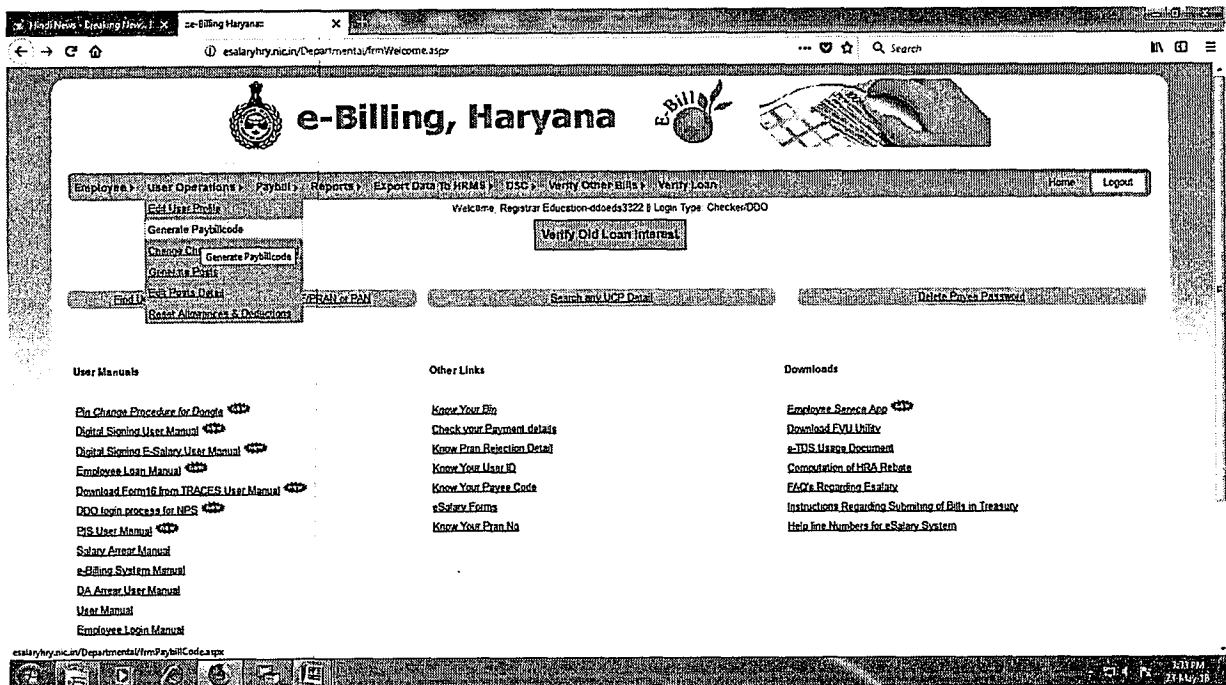 Hindi News - Breaking News,
::e-Billing Haryana::
esalaryhry.nic.in/Departmental/frmWelcome.aspx
Search
e-Billing, Haryana
E-Bill
Employee User Operations Paybill Reports Export Data To HRMS DSC Verify Other Bills Verify Loan Home Logout
Edit User Profile
Welcome, Registrar Education-ddoeds3322 || Login Type: Checker/DDO
Generate Paybillcode
Verify Old Loan Interest
Generate Paybillcode
Generate Posts
Edit Posts Detail
/PRAN or PAN
Search any UCP Detail
Delete Payee Password
Reset Allowances & Deductions
User Manuals
Pin Change Procedure for Dongle
Digital Signing User Manual
Digital Signing E-Salary User Manual
Employee Loan Manual
Download Form16 from TRACES User Manual
DDO login process for NPS
PIS User Manual
Salary Arrear Manual
e-Billing System Manual
DA Arrear User Manual
User Manual
Employee Login Manual
Other Links
Know Your Bin
Check your Payment details
Know Pran Rejection Detail
Know Your User ID
Know Your Payee Code
eSalary Forms
Know Your Pran No
Downloads
Employee Service App
Download FVU Utility
e-TDS Usage Document
Computation of HRA Rebate
FAQ's Regarding Esalary
Instructions Regarding Submiting of Bills in Treasury
Help line Numbers for eSalary System
esalaryhry.nic.in/Departmental/frmPaybillCode.aspx
23-May-18